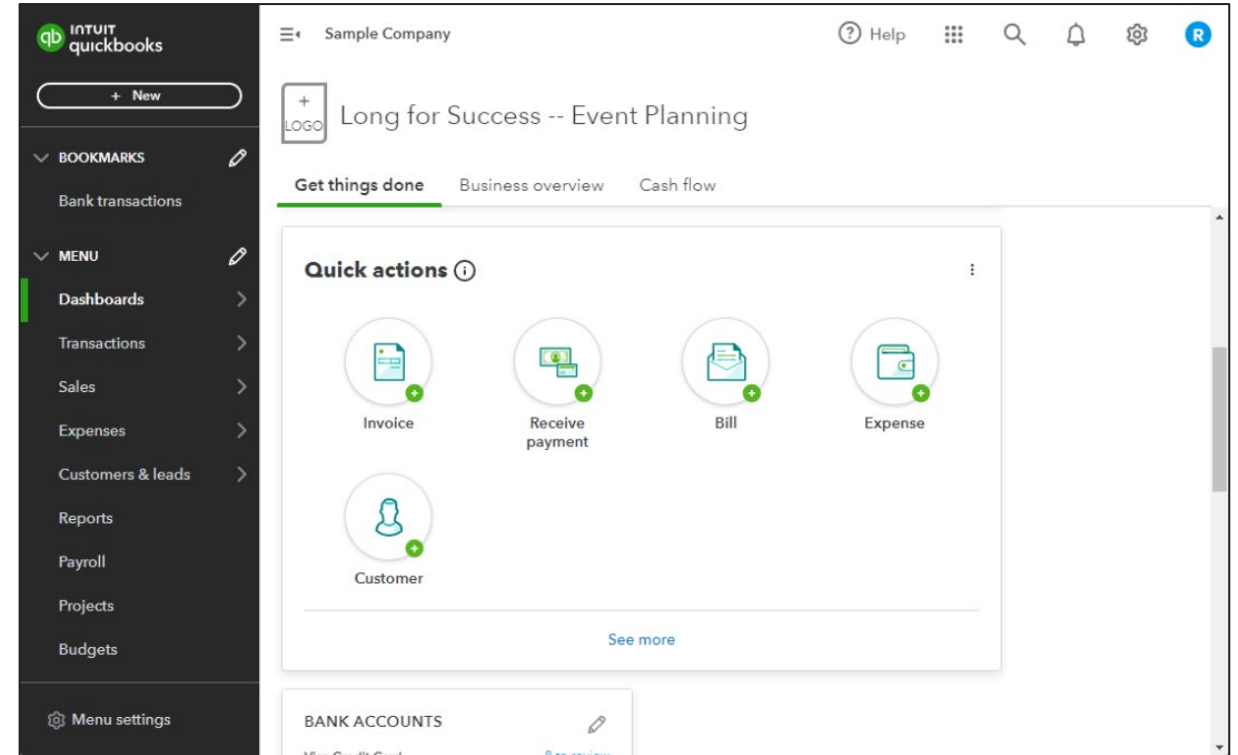 INTUIT
quickbooks
Sample Company
Help
R
+ New
+
LOGO
Long for Success -- Event Planning
BOOKMARKS
Bank transactions
Get things done
Business overview
Cash flow
MENU
Dashboards
Transactions
Sales
Expenses
Customers & leads
Reports
Payroll
Projects
Budgets
Menu settings
Quick actions
Invoice
Receive
payment
Bill
Expense
Customer
See more
BANK ACCOUNTS